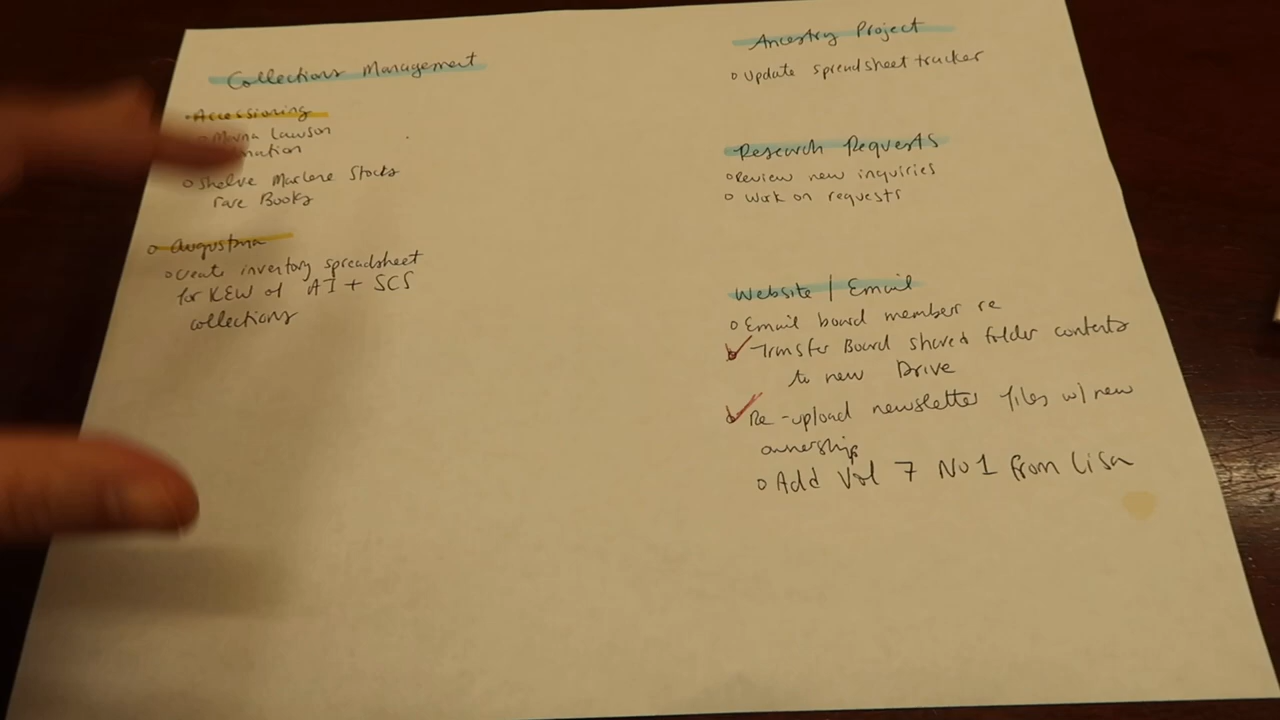 Collections Management
Accessioning
Lawson
Shelve Marlene Stocks
rare Books
Augustana
Create inventory spreadsheet
for KEW of AI + SCS
collections
Ancestry Project
Update spreadsheet tracker
Research Requests
Review new inquiries
Work on requests
Website / Email
Email board member re
Transfer Board shared folder contents
to new Drive
Re-upload newsletter files w/ new
ownership
Add Vol 7 No 1 from Lisa